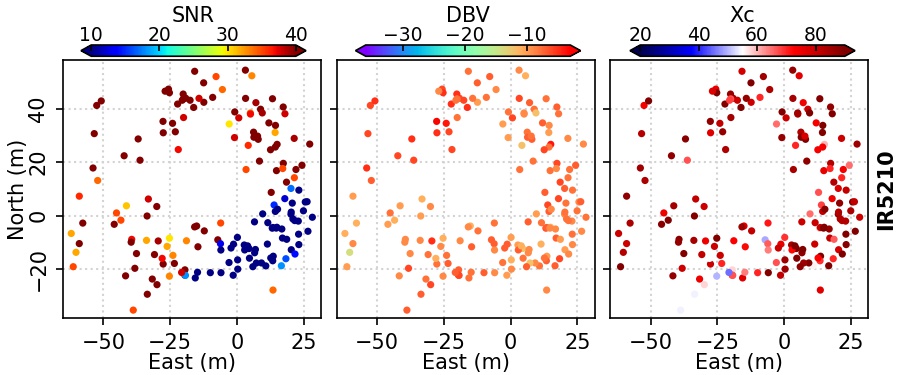 SNR
10 20 30 40
DBV
−30 −20 −10
Xc
20 40 60 80
North (m)
40
20
0
−20
−50 −25 0 25
East (m)
−50 −25 0 25
East (m)
−50 −25 0 25
East (m)
IR5210